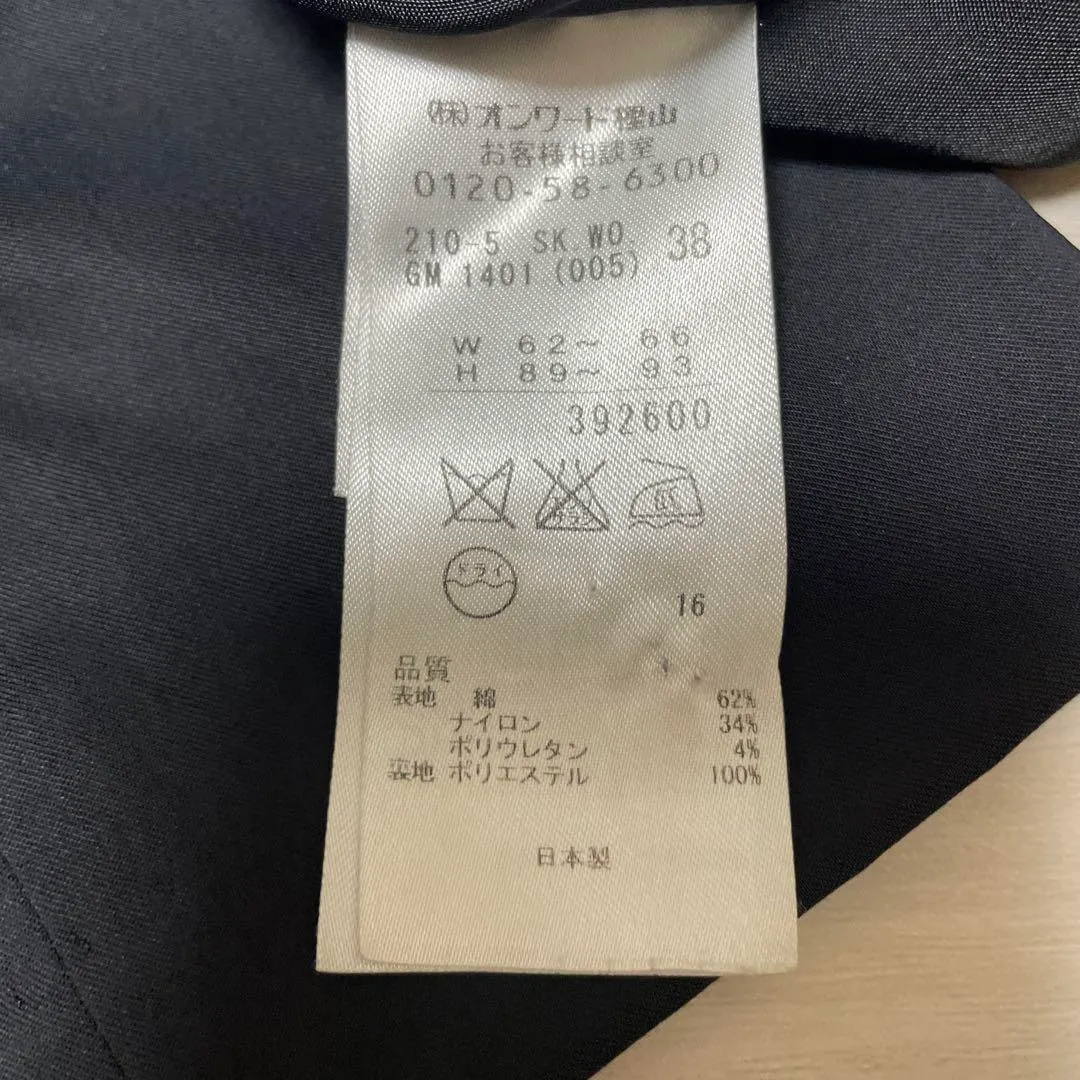 (株)オンワード樫山
お客様相談室
0120-58-6300
210-5 SK.WO. 38
GM 1401 (005)
W 62～ 66
H 89～ 93
392600
ドライ
16
品質
表地 綿 62%
ナイロン 34%
ポリウレタン 4%
裏地 ポリエステル 100%
日本製